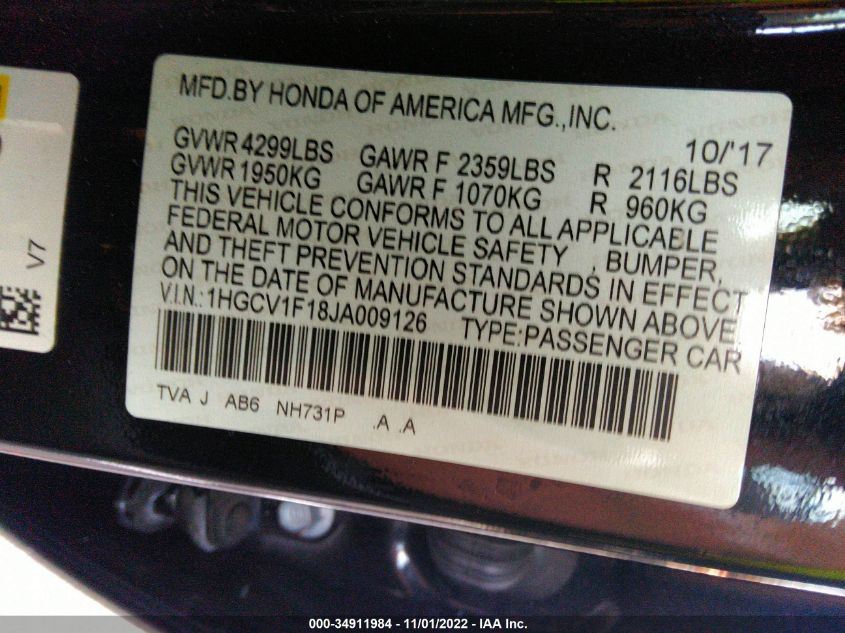 MFD.BY HONDA OF AMERICA MFG.,INC.
10/'17
GVWR 4299LBS GAWR F 2359LBS R 2116LBS
GVWR 1950KG GAWR F 1070KG R 960KG
THIS VEHICLE CONFORMS TO ALL APPLICABLE
FEDERAL MOTOR VEHICLE SAFETY , BUMPER,
AND THEFT PREVENTION STANDARDS IN EFFECT
ON THE DATE OF MANUFACTURE SHOWN ABOVE.
V.I.N.:1HGCV1F18JA009126 TYPE:PASSENGER CAR
TVA J AB6 NH731P .A .A
V7
000-34911984 - 11/01/2022 - IAA Inc.